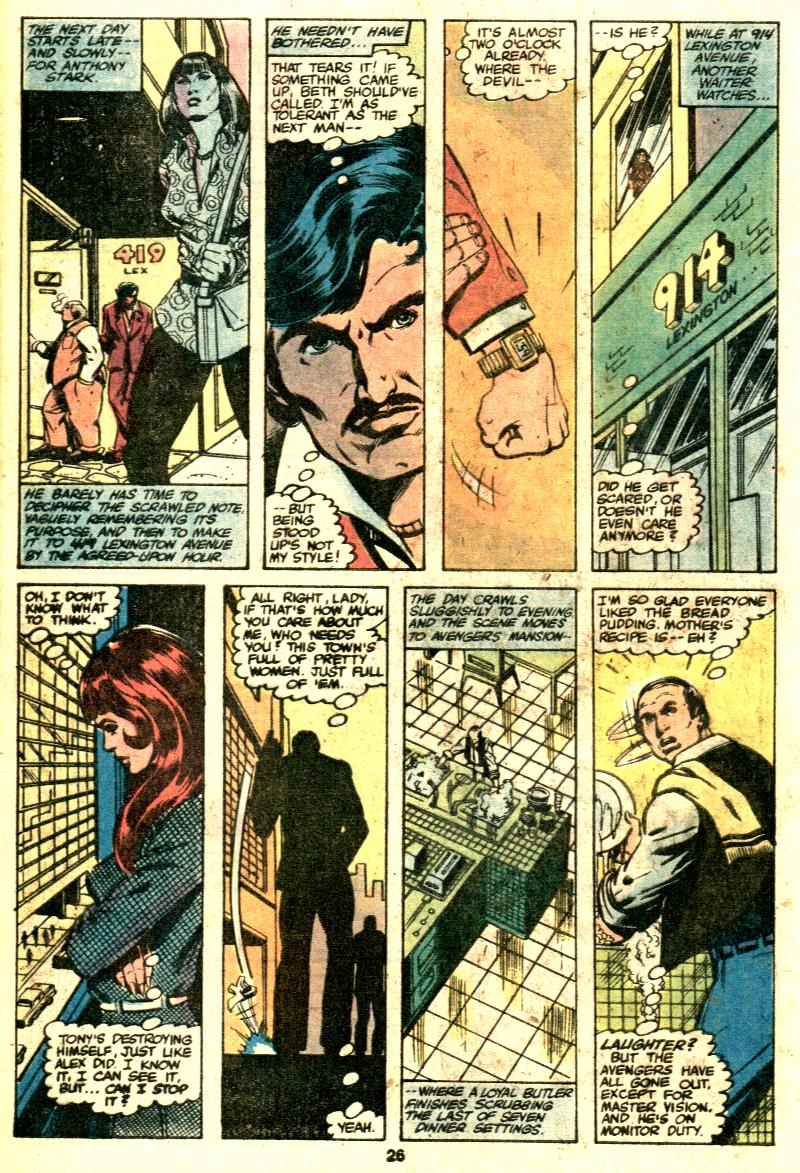 THE NEXT DAY
STARTS LATE--
AND SLOWLY--
FOR ANTHONY
STARK.
419
LEX
HE BARELY HAS TIME TO
DECIPHER THE SCRAWLED NOTE,
VAGUELY REMEMBERING ITS
PURPOSE, AND THEN TO MAKE
IT TO 419 LEXINGTON AVENUE
BY THE AGREED-UPON HOUR.
HE NEEDN'T HAVE
BOTHERED...
THAT TEARS IT! IF
SOMETHING CAME
UP, BETH SHOULD'VE
CALLED. I'M AS
TOLERANT AS THE
NEXT MAN--
--BUT
BEING
STOOD
UP'S NOT
MY STYLE!
IT'S ALMOST
TWO O'CLOCK
ALREADY.
WHERE THE
DEVIL--
--IS HE?
WHILE AT 914
LEXINGTON
AVENUE,
ANOTHER
WAITER
WATCHES...
914
LEXINGTON
DID HE GET
SCARED, OR
DOESN'T HE
EVEN CARE
ANYMORE?
OH, I DON'T
KNOW WHAT
TO THINK.
TONY'S DESTROYING
HIMSELF, JUST LIKE
ALEX DID. I KNOW
IT, I CAN SEE IT,
BUT... CAN I STOP
IT?
ALL RIGHT, LADY,
IF THAT'S HOW MUCH
YOU CARE ABOUT
ME, WHO NEEDS
YOU? THIS TOWN'S
FULL OF PRETTY
WOMEN. JUST FULL
OF 'EM.
YEAH.
THE DAY CRAWLS
SLUGGISHLY TO EVENING
AND THE SCENE MOVES
TO AVENGERS MANSION--
--WHERE A LOYAL BUTLER
FINISHES SCRUBBING
THE LAST OF SEVEN
DINNER SETTINGS.
I'M SO GLAD EVERYONE
LIKED THE BREAD
PUDDING. MOTHER'S
RECIPE IS-- EH?
LAUGHTER?
BUT THE
AVENGERS HAVE
ALL GONE OUT,
EXCEPT FOR
MASTER VISION,
AND HE'S ON
MONITOR DUTY.
26